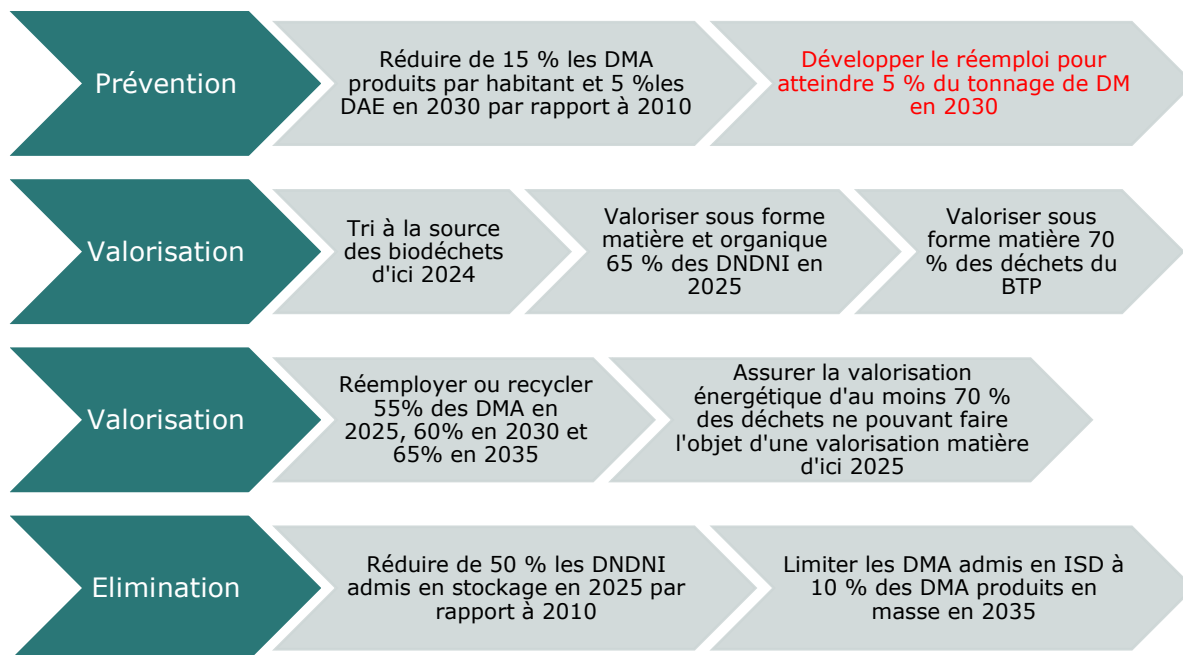 Prévention
Réduire de 15 % les DMA
produits par habitant et 5 %les
DAE en 2030 par rapport à 2010
Développer le réemploi pour
atteindre 5 % du tonnage de DM
en 2030
Valorisation
Tri à la source
des biodéchets
d'ici 2024
Valoriser sous forme
matière et organique
65 % des DNDNI en
2025
Valoriser sous
forme matière 70
% des déchets du
BTP
Valorisation
Réemployer ou recycler
55% des DMA en
2025, 60% en 2030 et
65% en 2035
Assurer la valorisation
énergétique d'au moins 70 %
des déchets ne pouvant faire
l'objet d'une valorisation matière
d'ici 2025
Elimination
Réduire de 50 % les DNDNI
admis en stockage en 2025 par
rapport à 2010
Limiter les DMA admis en ISD à
10 % des DMA produits en
masse en 2035